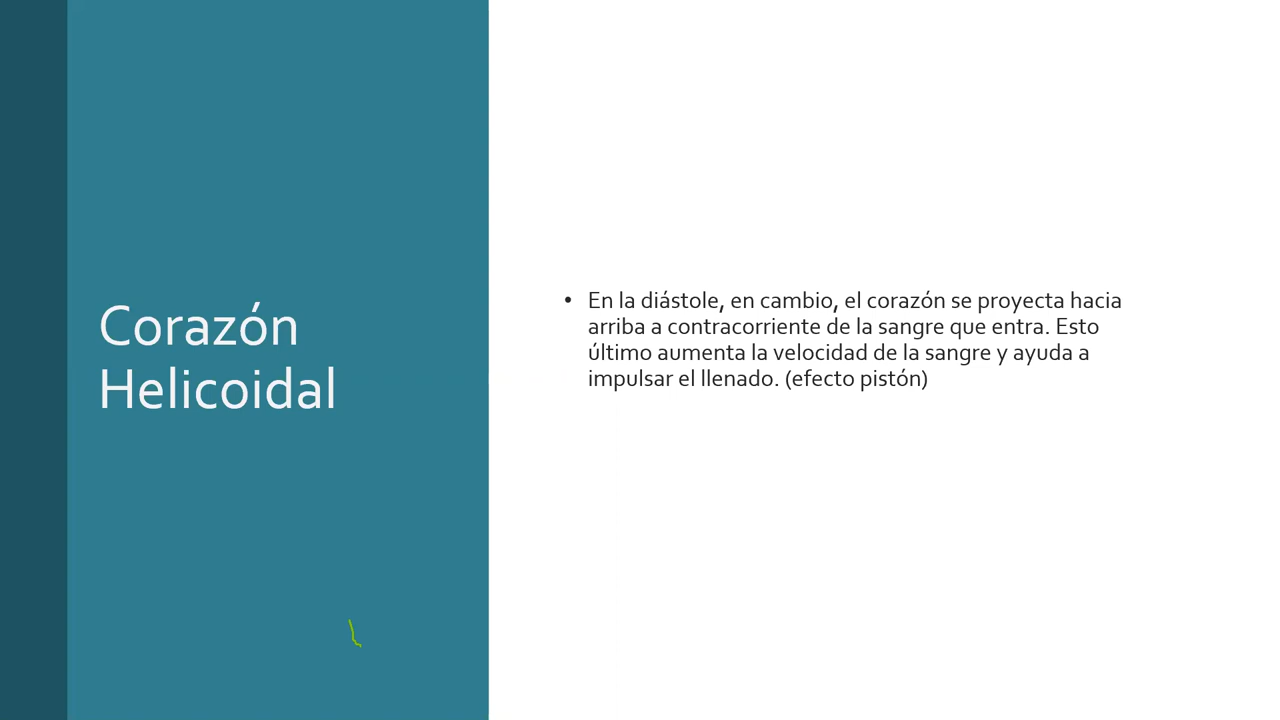 Corazón
Helicoidal
• En la diástole, en cambio, el corazón se proyecta hacia
arriba a contracorriente de la sangre que entra. Esto
último aumenta la velocidad de la sangre y ayuda a
impulsar el llenado. (efecto pistón)